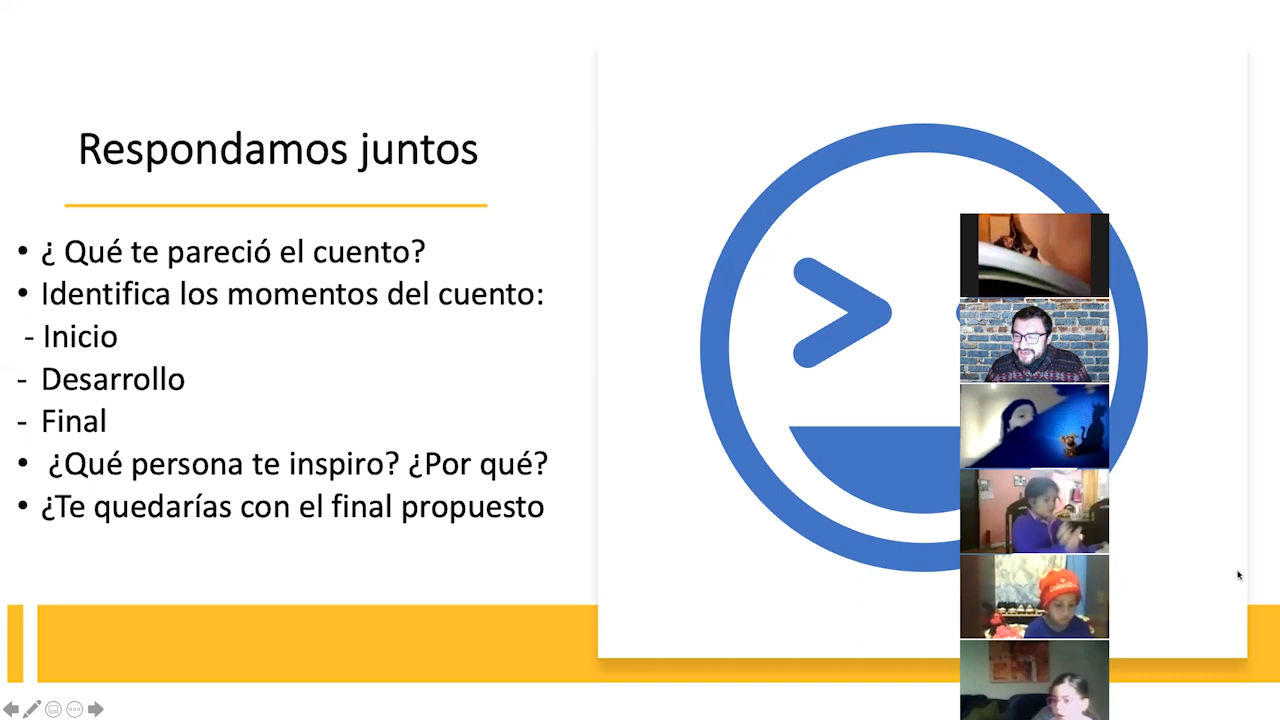 Respondamos juntos
• ¿ Qué te pareció el cuento?
• Identifica los momentos del cuento:
- Inicio
- Desarrollo
- Final
• ¿Qué persona te inspiro? ¿Por qué?
• ¿Te quedarías con el final propuesto